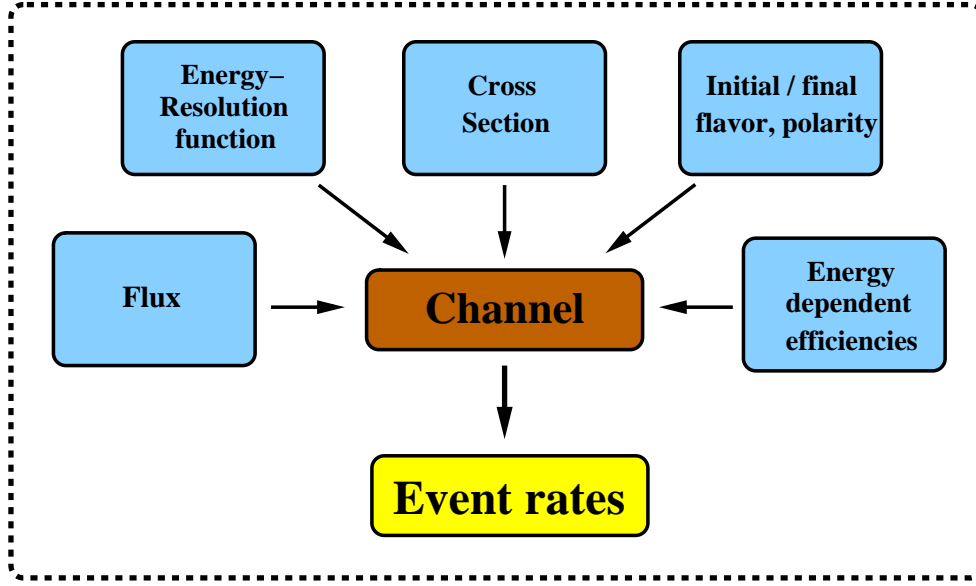 Energy–
Resolution
function
Cross
Section
Initial / final
flavor, polarity
Flux
Channel
Energy
dependent
efficiencies
Event rates